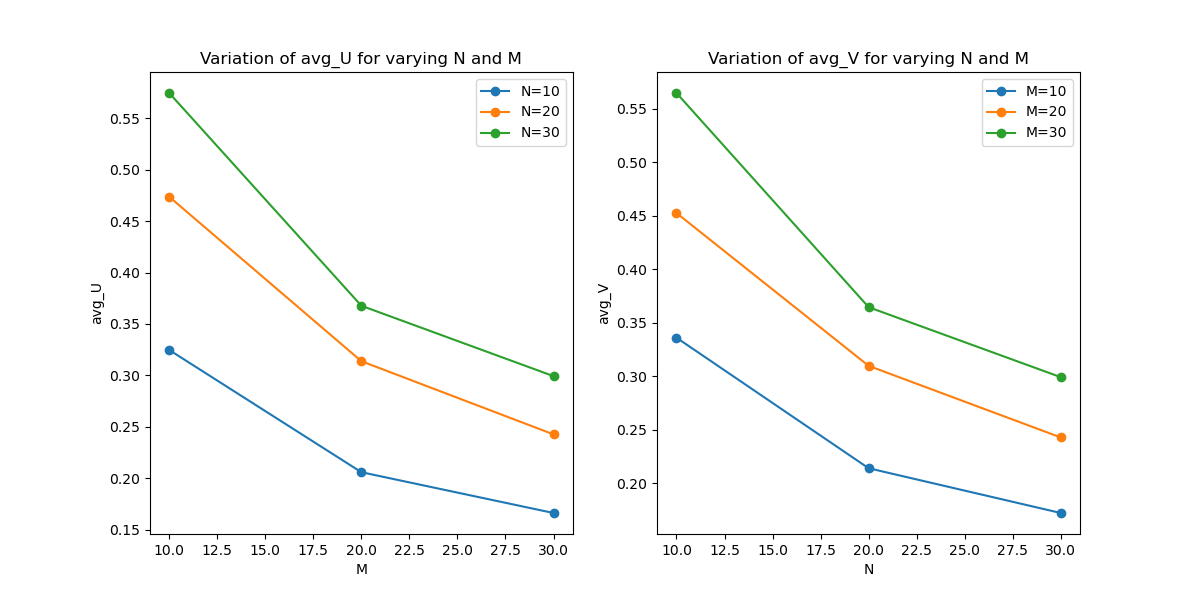 Variation of avg_U for varying N and M
N=10
N=20
N=30
0.55
0.50
0.45
0.40
0.35
0.30
0.25
0.20
0.15
avg_U
10.0 12.5 15.0 17.5 20.0 22.5 25.0 27.5 30.0
M
Variation of avg_V for varying N and M
M=10
M=20
M=30
0.55
0.50
0.45
0.40
0.35
0.30
0.25
0.20
avg_V
10.0 12.5 15.0 17.5 20.0 22.5 25.0 27.5 30.0
N